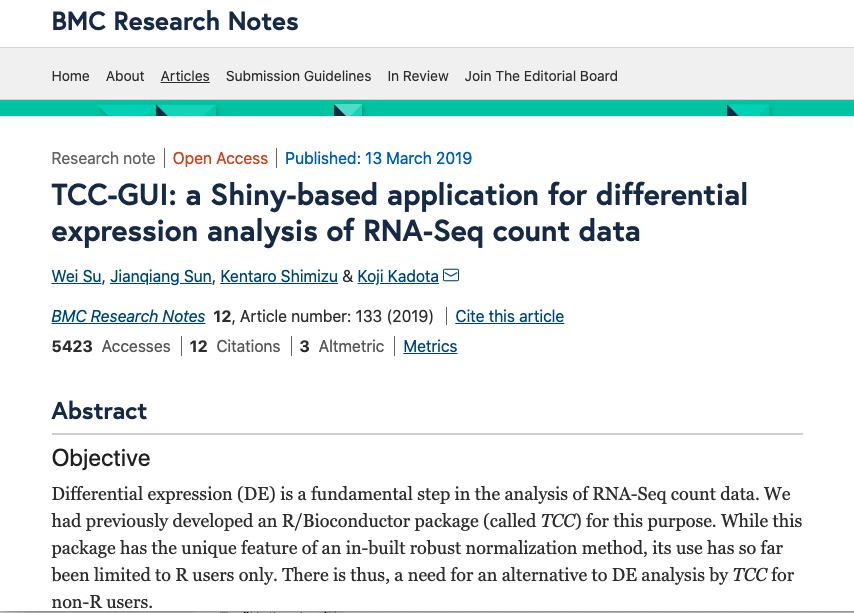 BMC Research Notes
Home About Articles Submission Guidelines In Review Join The Editorial Board
Research note Open Access Published: 13 March 2019
TCC-GUI: a Shiny-based application for differential
expression analysis of RNA-Seq count data
Wei Su, Jianqiang Sun, Kentaro Shimizu & Koji Kadota
BMC Research Notes 12, Article number: 133 (2019) Cite this article
5423 Accesses 12 Citations 3 Altmetric Metrics
Abstract
Objective
Differential expression (DE) is a fundamental step in the analysis of RNA-Seq count data. We
had previously developed an R/Bioconductor package (called TCC) for this purpose. While this
package has the unique feature of an in-built robust normalization method, its use has so far
been limited to R users only. There is thus, a need for an alternative to DE analysis by TCC for
non-R users.